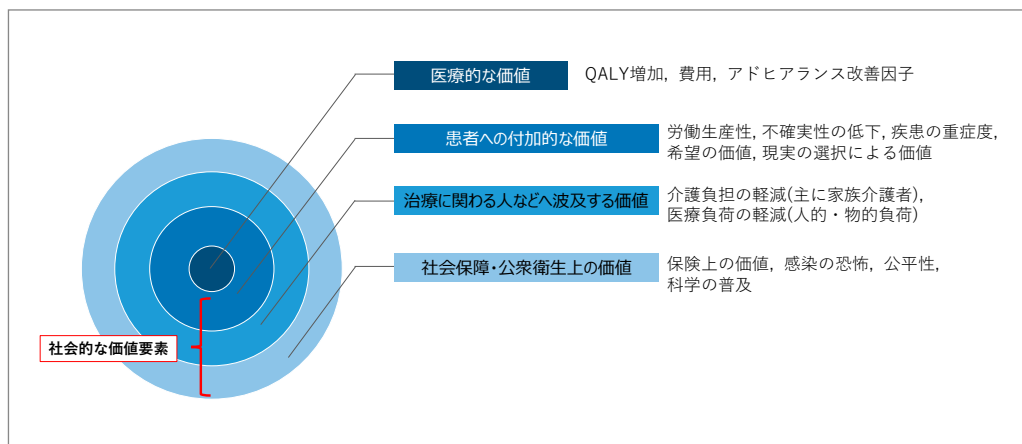 医療的な価値
QALY増加, 費用, アドヒアランス改善因子
患者への付加的な価値
労働生産性, 不確実性の低下, 疾患の重症度,
希望の価値, 現実の選択による価値
治療に関わる人などへ波及する価値
介護負担の軽減(主に家族介護者),
医療負荷の軽減(人的・物的負荷)
社会保障・公衆衛生上の価値
保険上の価値, 感染の恐怖, 公平性,
科学の普及
社会的な価値要素